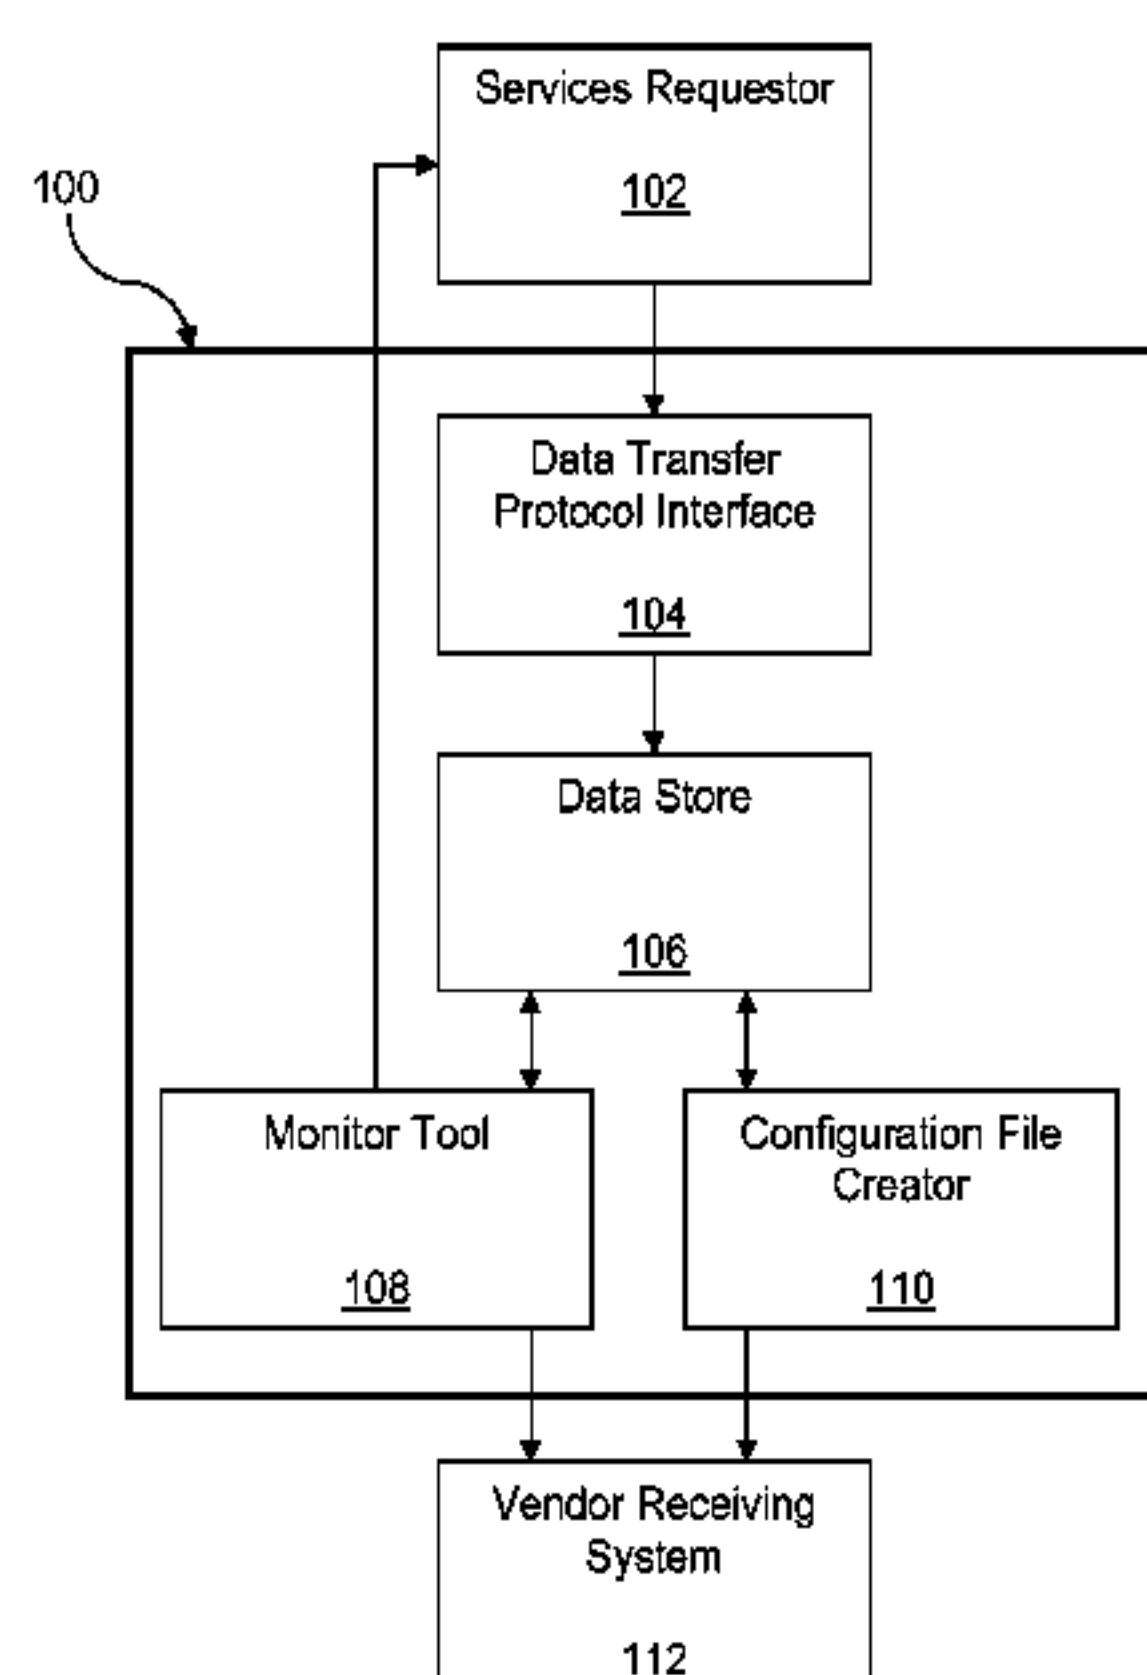 Services Requestor
102
100
Data Transfer
Protocol Interface
104
Data Store
106
Monitor Tool
108
Configuration File
Creator
110
Vendor Receiving
System
112